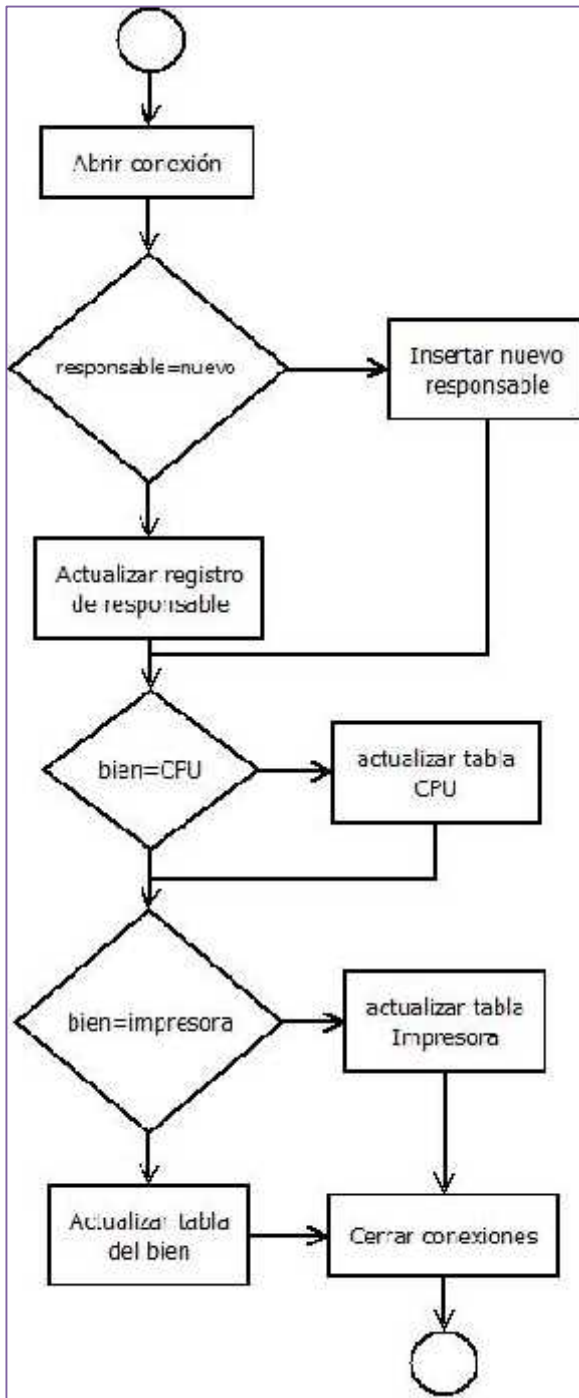 Abrir conexión
responsable=nuevo
Insertar nuevo
responsable
Actualizar registro
de responsable
bien=CPU
actualizar tabla
CPU
bien=impresora
actualizar tabla
Impresora
Actualizar tabla
del bien
Cerrar conexiones